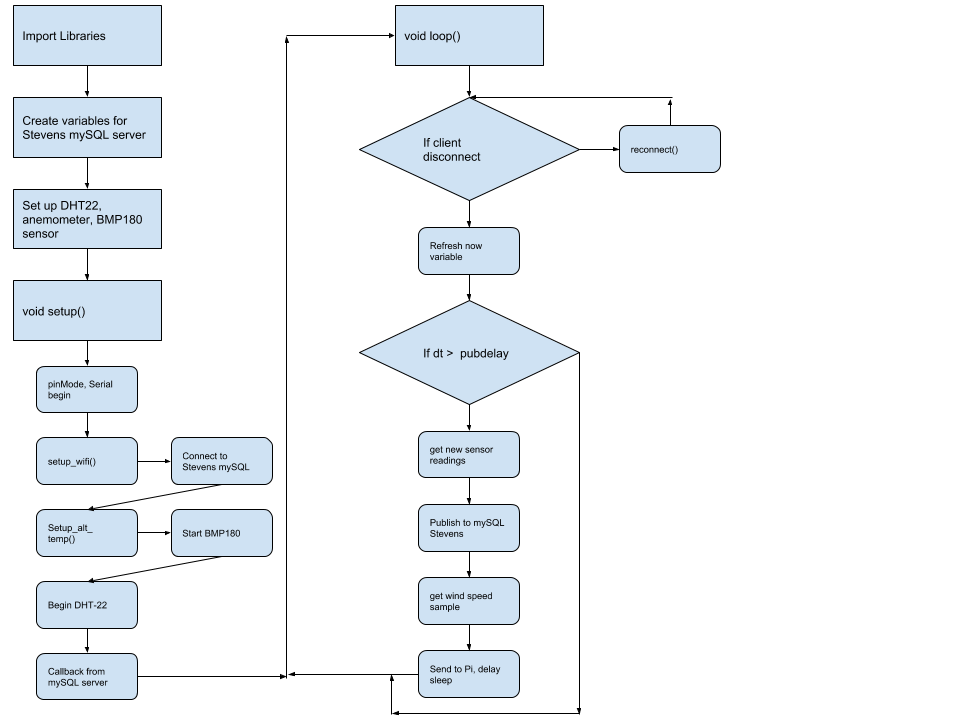 Import Libraries
Create variables for
Stevens mySQL server
Set up DHT22,
anemometer, BMP180
sensor
void setup()
pinMode, Serial
begin
setup_wifi()
Connect to
Stevens mySQL
Setup_alt_
temp()
Start BMP180
Begin DHT-22
Callback from
mySQL server
void loop()
If client
disconnect
reconnect()
Refresh now
variable
If dt >  pubdelay
get new sensor
readings
Publish to mySQL
Stevens
get wind speed
sample
Send to Pi, delay
sleep